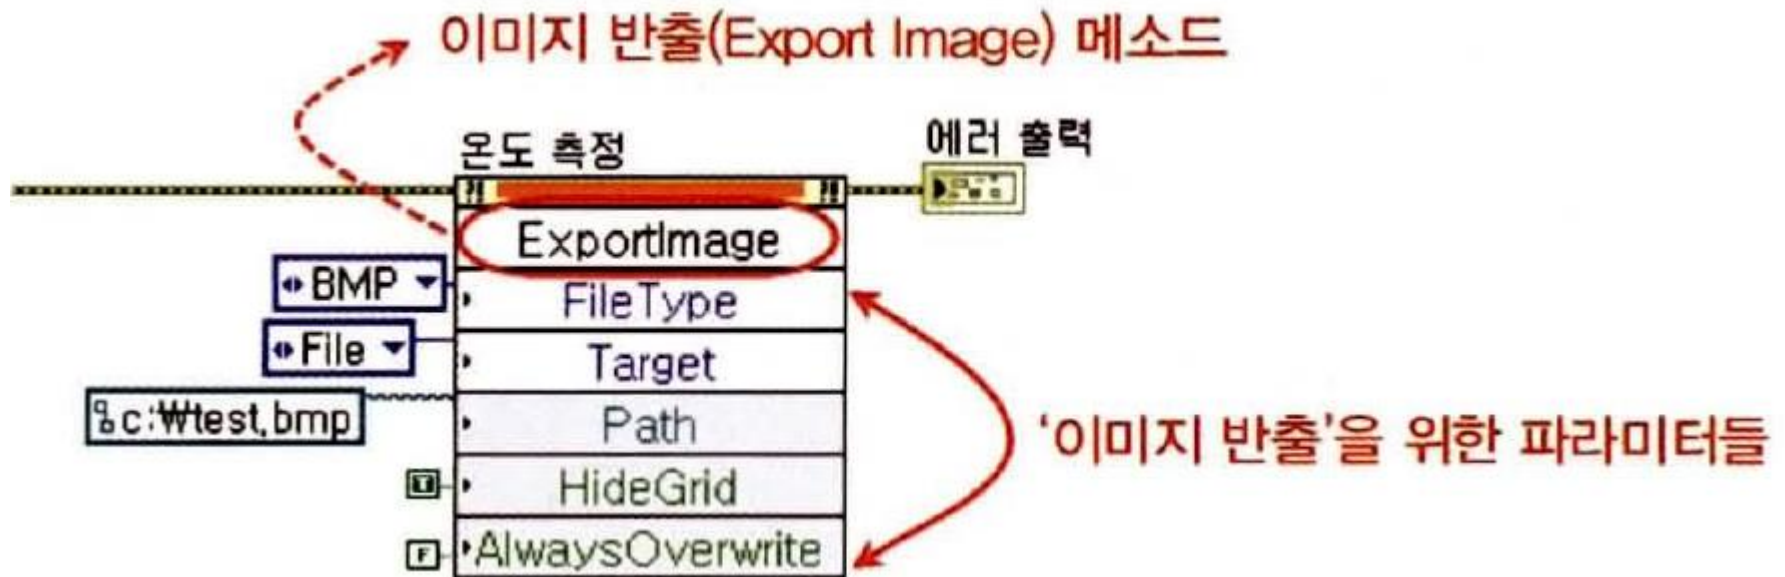 이미지 반출(Export Image) 메소드
온도 측정
에러 출력
ExportImage
BMP
FileType
File
Target
c:₩test.bmp
Path
'이미지 반출'을 위한 파라미터들
T
HideGrid
F
AlwaysOverwrite